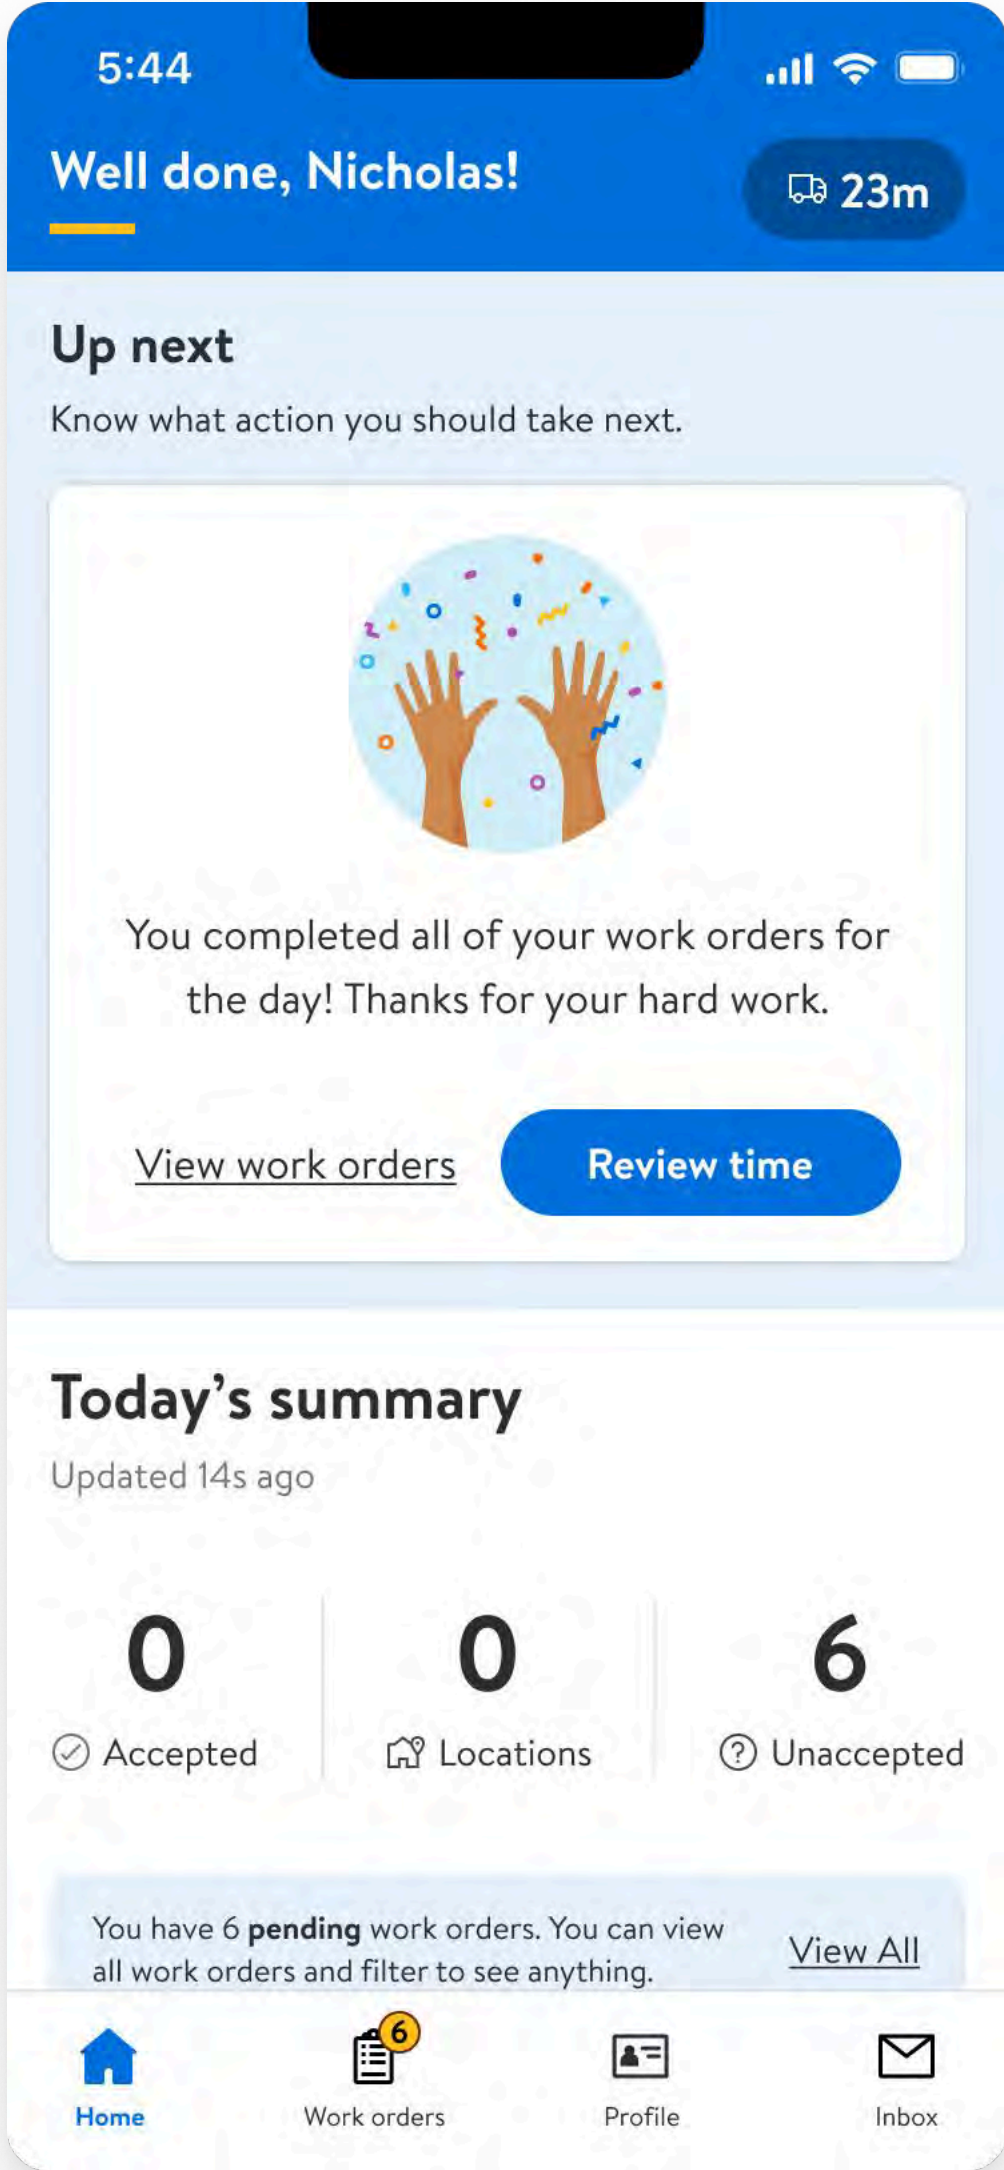 5:44
Well done, Nicholas!
23m
Up next
Know what action you should take next.
You completed all of your work orders for
the day! Thanks for your hard work.
View work orders
Review time
Today’s summary
Updated 14s ago
0
Accepted
0
Locations
6
Unaccepted
You have 6 pending work orders. You can view
all work orders and filter to see anything.
View All
6
Home
Work orders
Profile
Inbox